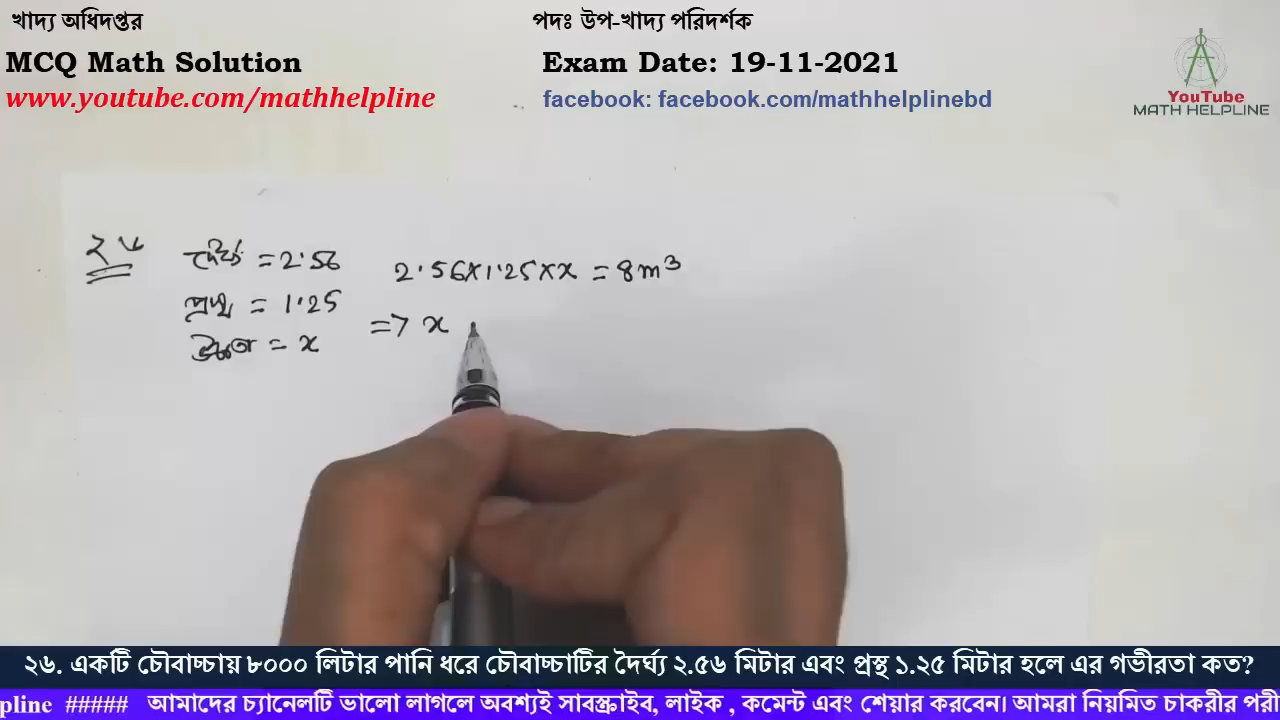 খাদ্য অধিদপ্তর
পদঃ উপ-খাদ্য পরিদর্শক
MCQ Math Solution
Exam Date: 19-11-2021
www.youtube.com/mathhelpline
facebook: facebook.com/mathhelplinebd
YouTube
MATH HELPLINE
২৬
দৈর্ঘ্য = 2.56
2.56×1.25×x = 8m³
প্রস্থ = 1.25
=> x
উচ্চতা = x
২৬. একটি চৌবাচ্চায় ৮০০০ লিটার পানি ধরে চৌবাচ্চাটির দৈর্ঘ্য ২.৫৬ মিটার এবং প্রস্থ ১.২৫ মিটার হলে এর গভীরতা কত?
pline ##### আমাদের চ্যানেলটি ভালো লাগলে অবশ্যই সাবস্ক্রাইব, লাইক , কমেন্ট এবং শেয়ার করবেন। আমরা নিয়মিত চাকরীর পরী